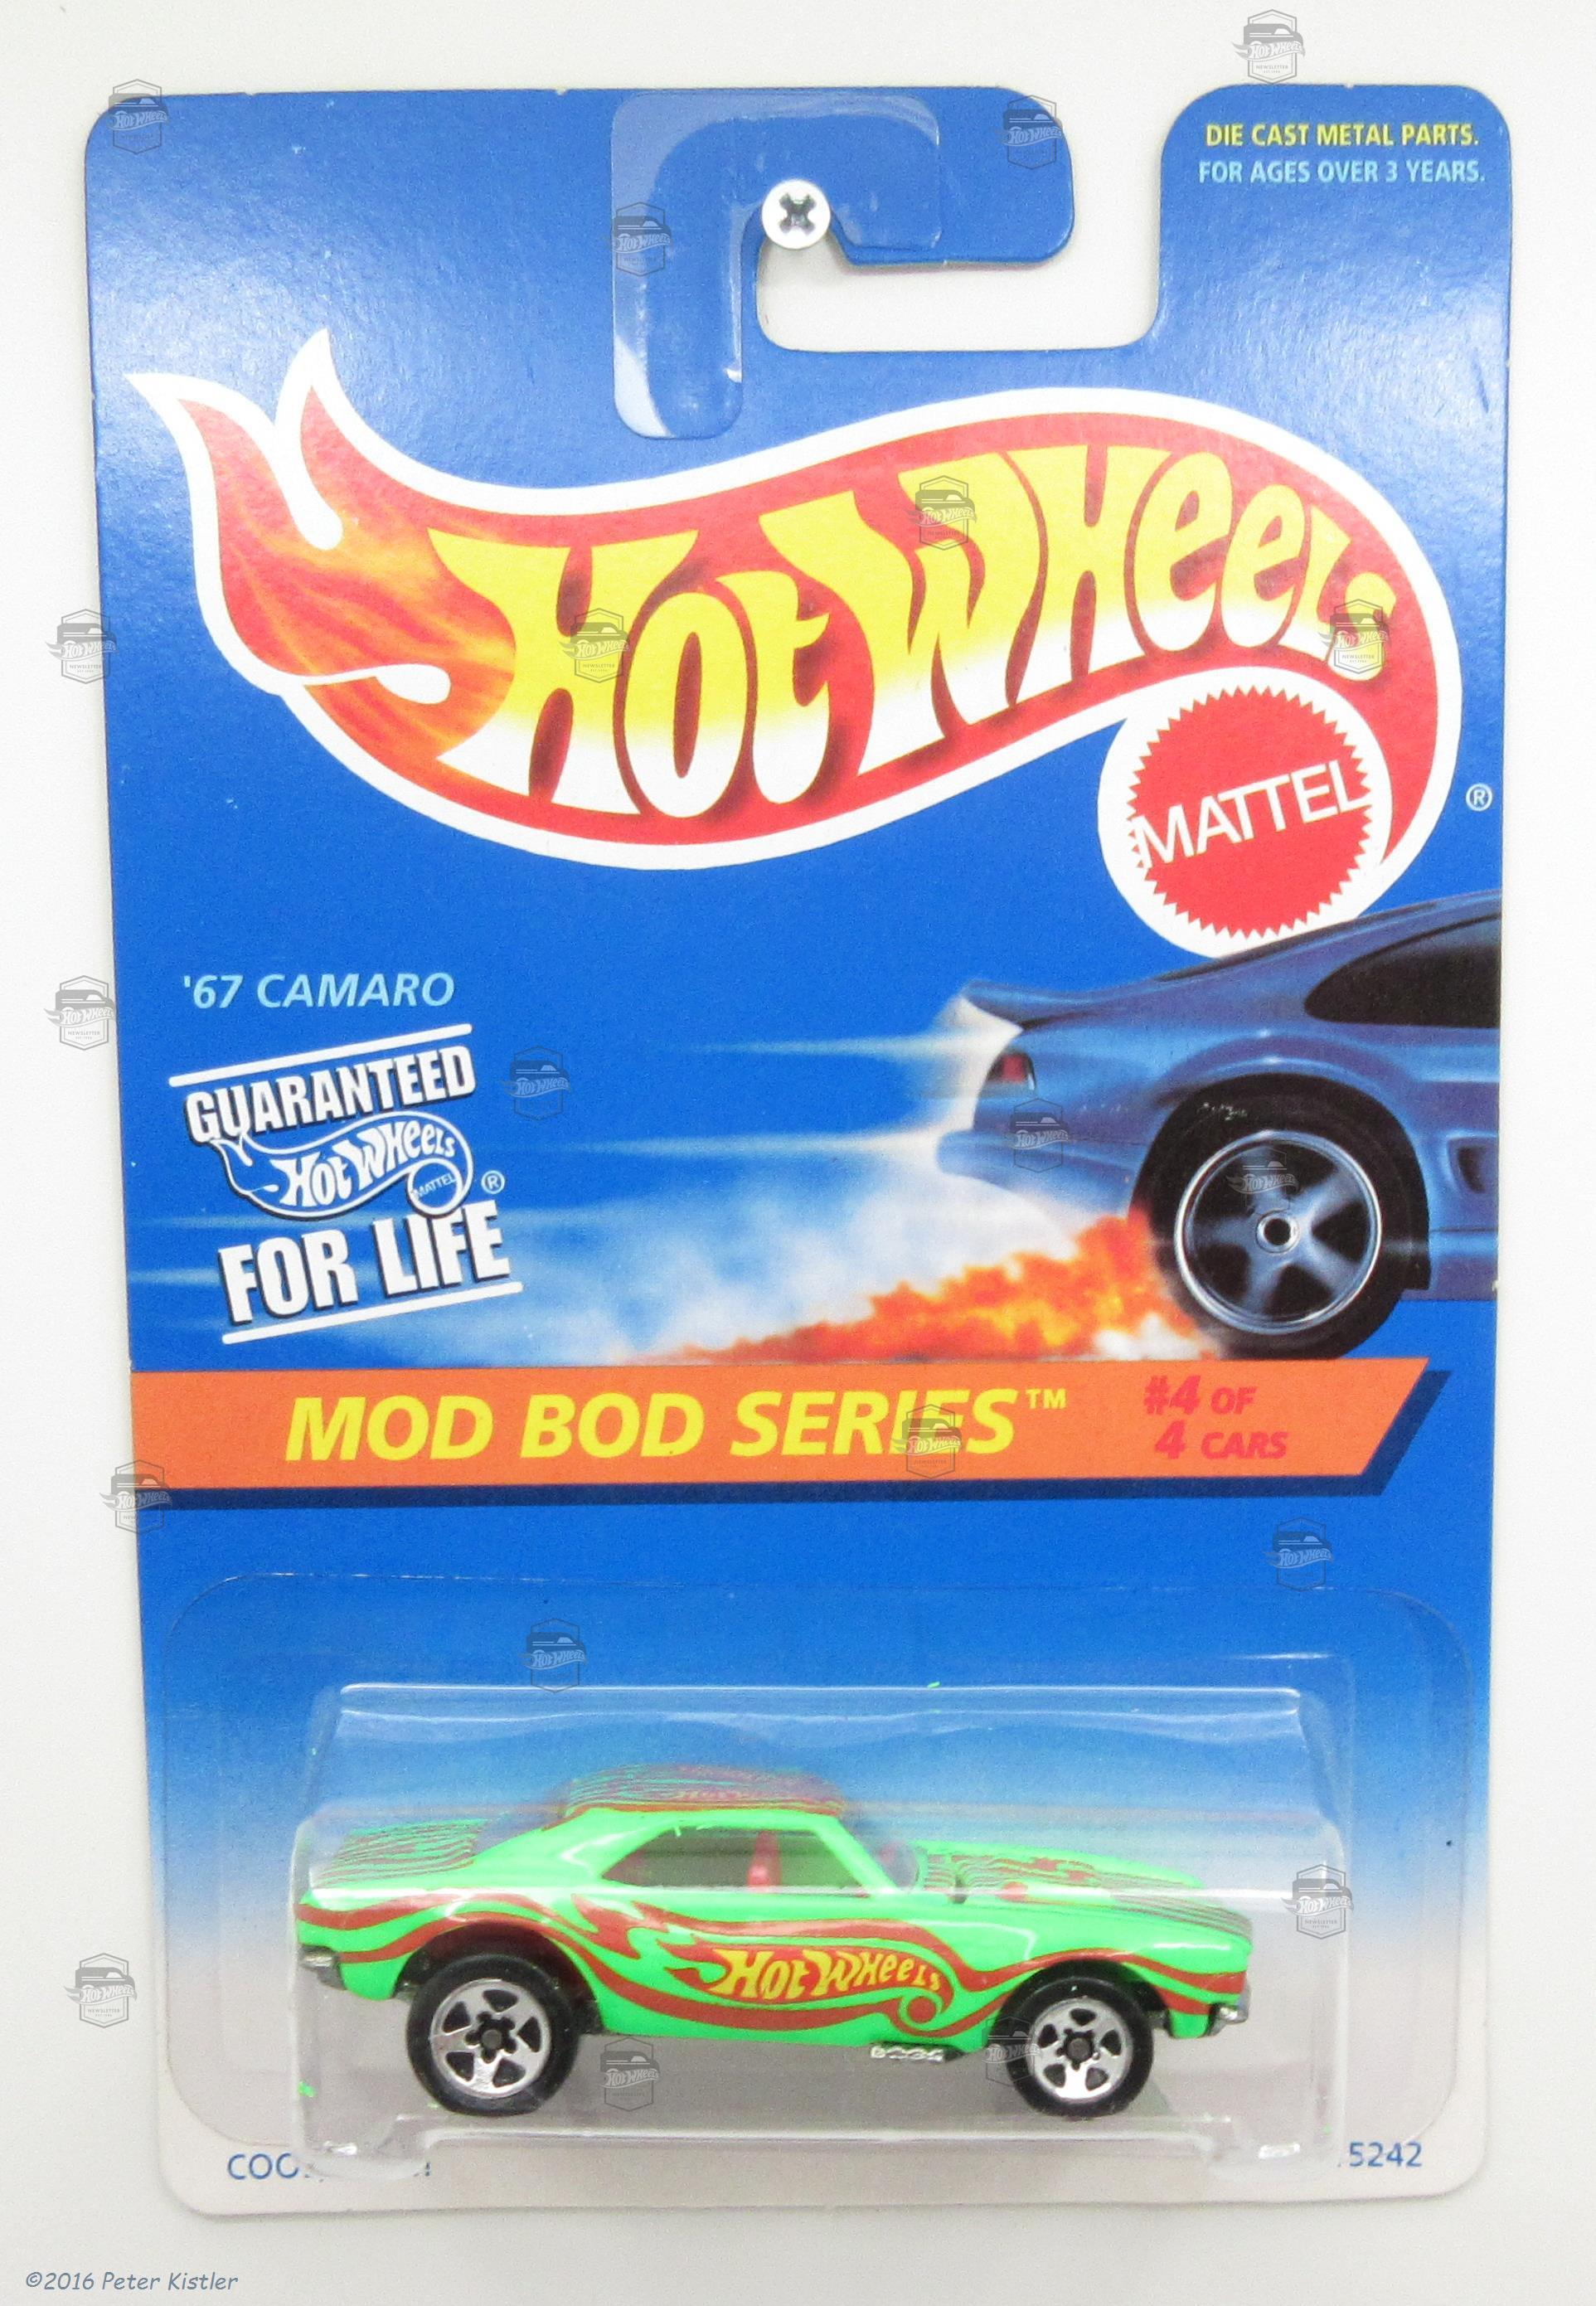 DIE CAST METAL PARTS.
FOR AGES OVER 3 YEARS.
HOT WHEELS
MATTEL
®
'67 CAMARO
GUARANTEED
HOT WHEELS
MATTEL
®
FOR LIFE
MOD BOD SERIES™
#4 OF
4 CARS
HOT WHEELS
5242
©2016 Peter Kistler